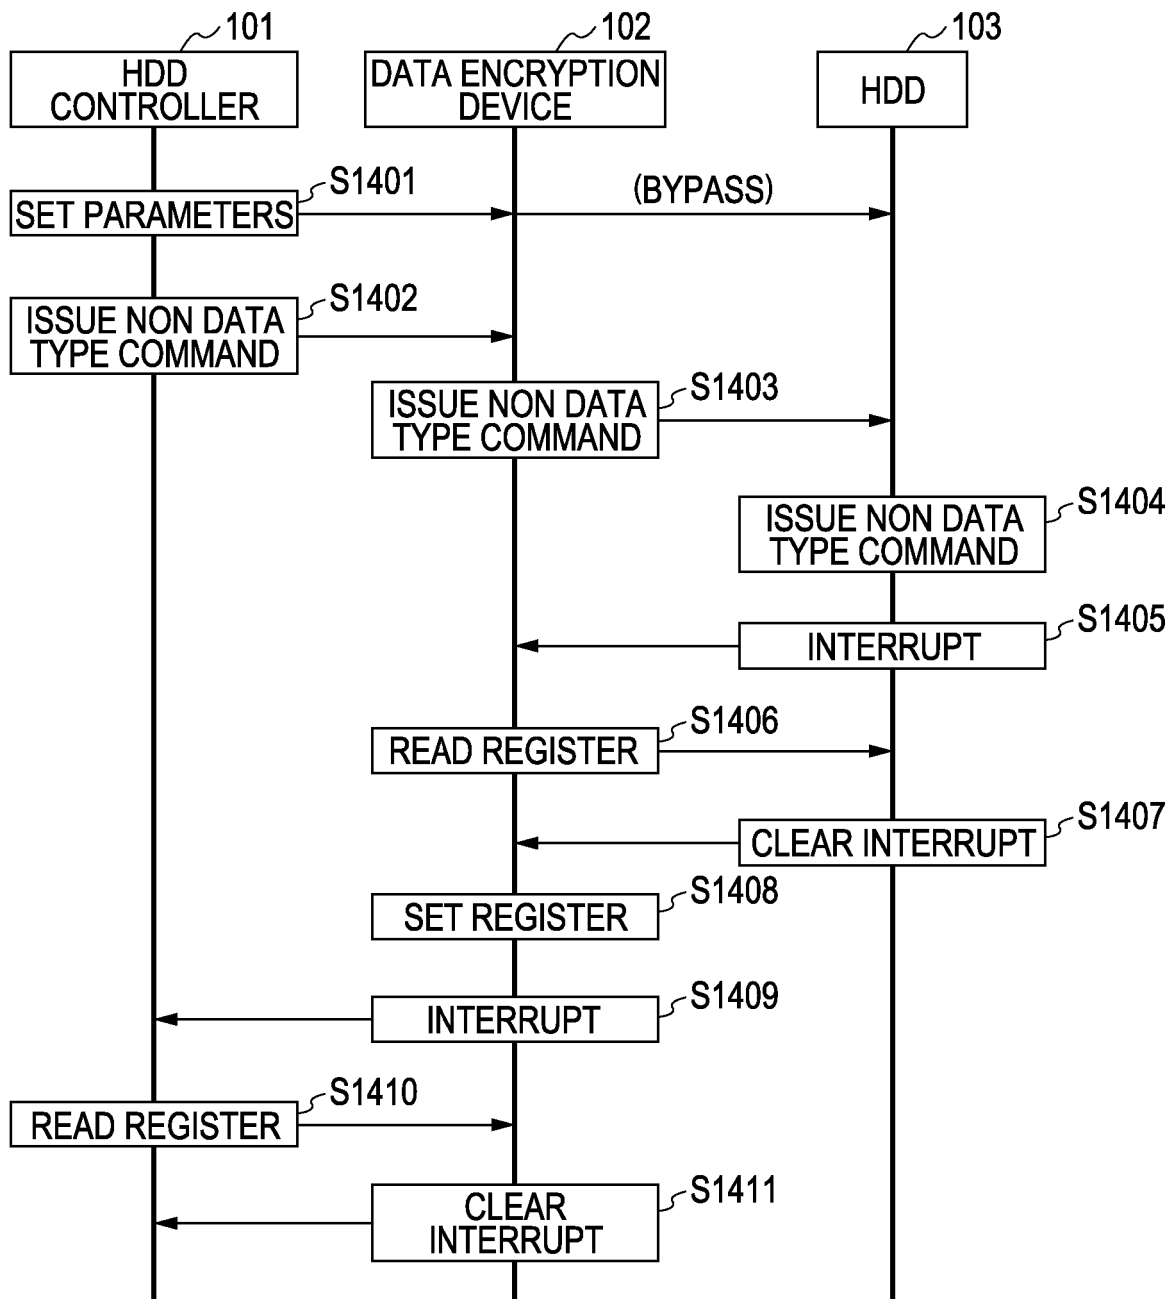 101
102
103
HDD
CONTROLLER
DATA ENCRYPTION
DEVICE
HDD
S1401
SET PARAMETERS
(BYPASS)
S1402
ISSUE NON DATA
TYPE COMMAND
S1403
ISSUE NON DATA
TYPE COMMAND
S1404
ISSUE NON DATA
TYPE COMMAND
S1405
INTERRUPT
S1406
READ REGISTER
S1407
CLEAR INTERRUPT
S1408
SET REGISTER
S1409
INTERRUPT
S1410
READ REGISTER
S1411
CLEAR
INTERRUPT